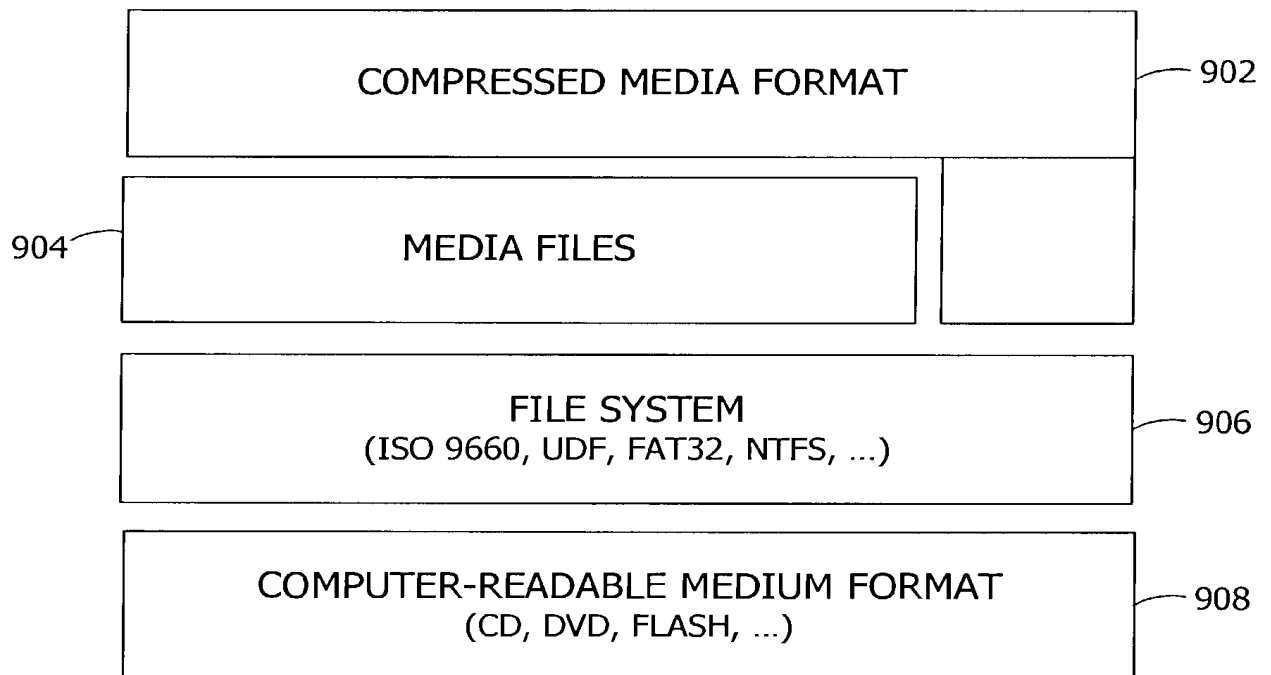 COMPRESSED MEDIA FORMAT
902
904
MEDIA FILES
FILE SYSTEM
(ISO 9660, UDF, FAT32, NTFS, ...)
906
COMPUTER-READABLE MEDIUM FORMAT
(CD, DVD, FLASH, ...)
908